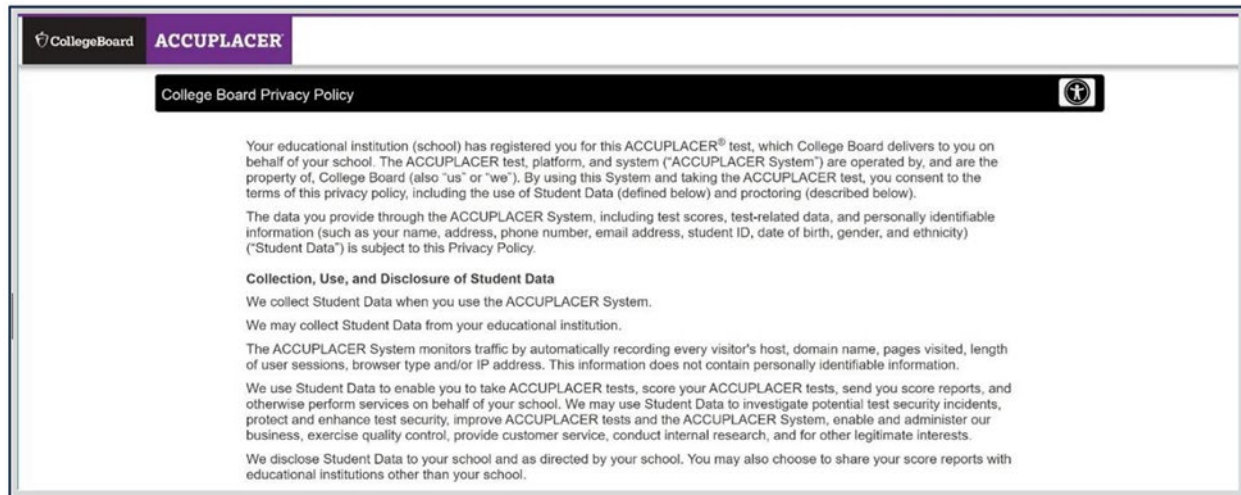 CollegeBoard ACCUPLACER
College Board Privacy Policy
Your educational institution (school) has registered you for this ACCUPLACER® test, which College Board delivers to you on
behalf of your school. The ACCUPLACER test, platform, and system ("ACCUPLACER System") are operated by, and are the
property of, College Board (also "us" or "we"). By using this System and taking the ACCUPLACER test, you consent to the
terms of this privacy policy, including the use of Student Data (defined below) and proctoring (described below).
The data you provide through the ACCUPLACER System, including test scores, test-related data, and personally identifiable
information (such as your name, address, phone number, email address, student ID, date of birth, gender, and ethnicity)
("Student Data") is subject to this Privacy Policy.
Collection, Use, and Disclosure of Student Data
We collect Student Data when you use the ACCUPLACER System.
We may collect Student Data from your educational institution.
The ACCUPLACER System monitors traffic by automatically recording every visitor's host, domain name, pages visited, length
of user sessions, browser type and/or IP address. This information does not contain personally identifiable information.
We use Student Data to enable you to take ACCUPLACER tests, score your ACCUPLACER tests, send you score reports, and
otherwise perform services on behalf of your school. We may use Student Data to investigate potential test security incidents,
protect and enhance test security, improve ACCUPLACER tests and the ACCUPLACER System, enable and administer our
business, exercise quality control, provide customer service, conduct internal research, and for other legitimate interests.
We disclose Student Data to your school and as directed by your school. You may also choose to share your score reports with
educational institutions other than your school.